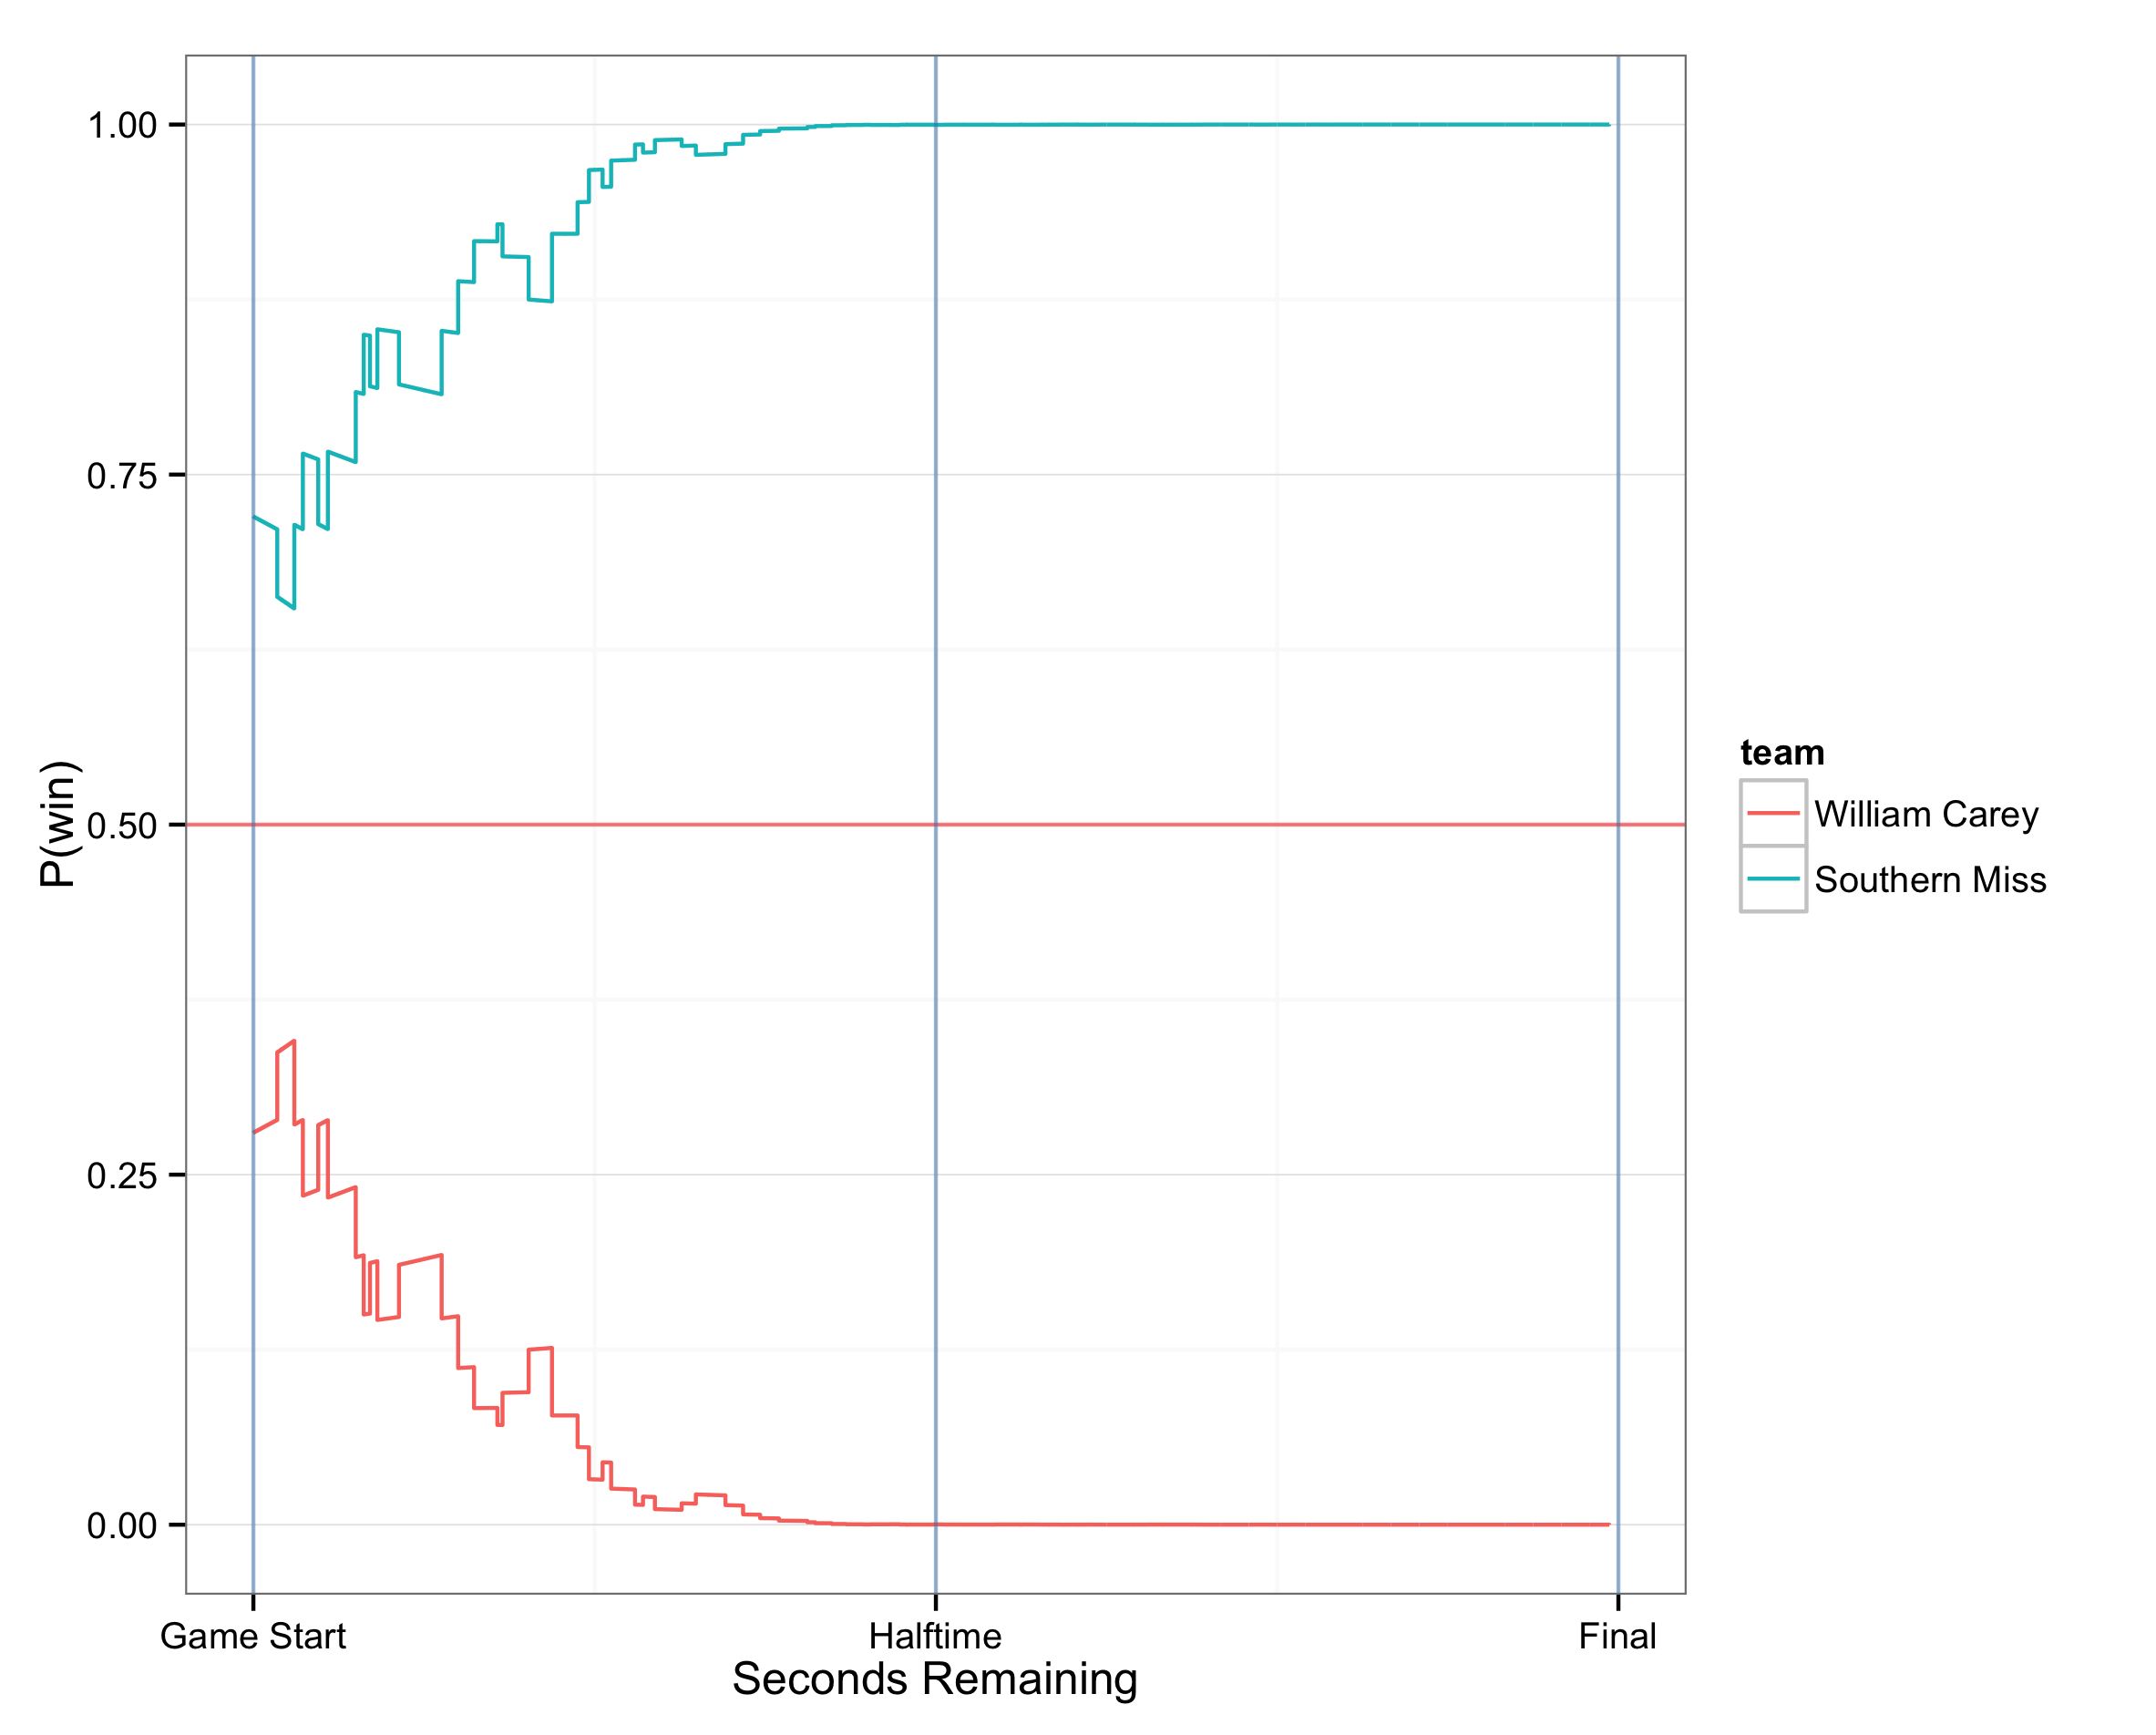 P(win)
1.00
0.75
0.50
0.25
0.00
Game Start
Halftime
Final
Seconds Remaining
team
William Carey
Southern Miss